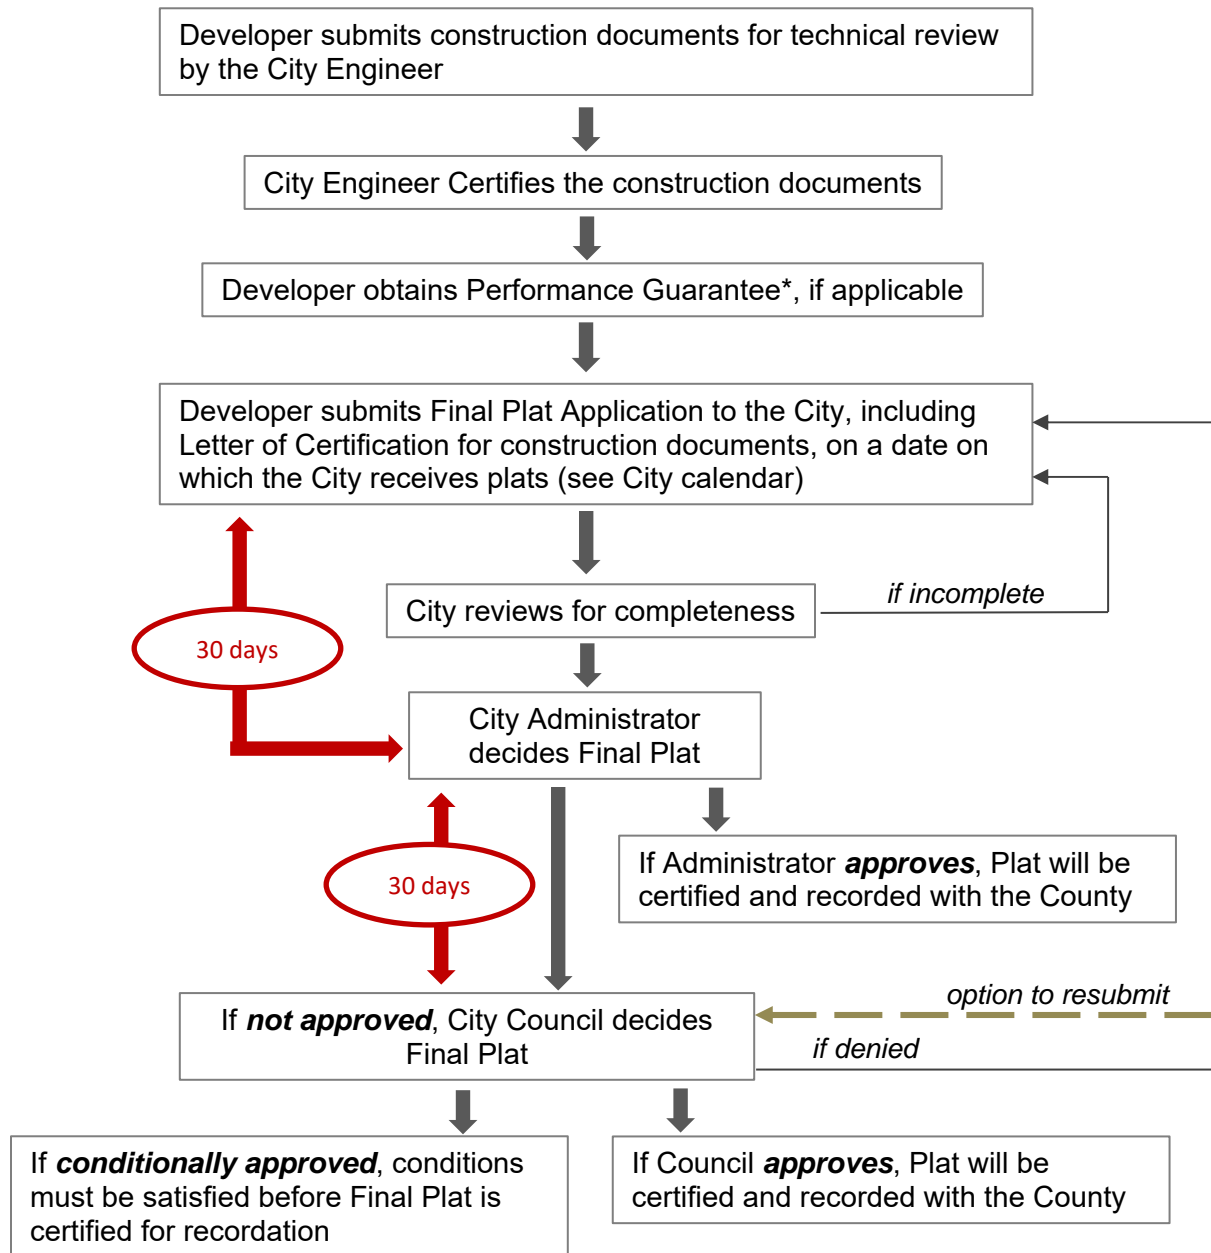 Developer submits construction documents for technical review
by the City Engineer
City Engineer Certifies the construction documents
Developer obtains Performance Guarantee*, if applicable
Developer submits Final Plat Application to the City, including
Letter of Certification for construction documents, on a date on
which the City receives plats (see City calendar)
City reviews for completeness
if incomplete
30 days
City Administrator
decides Final Plat
If Administrator approves, Plat will be
certified and recorded with the County
30 days
If not approved, City Council decides
Final Plat
option to resubmit
if denied
If conditionally approved, conditions
must be satisfied before Final Plat is
certified for recordation
If Council approves, Plat will be
certified and recorded with the County